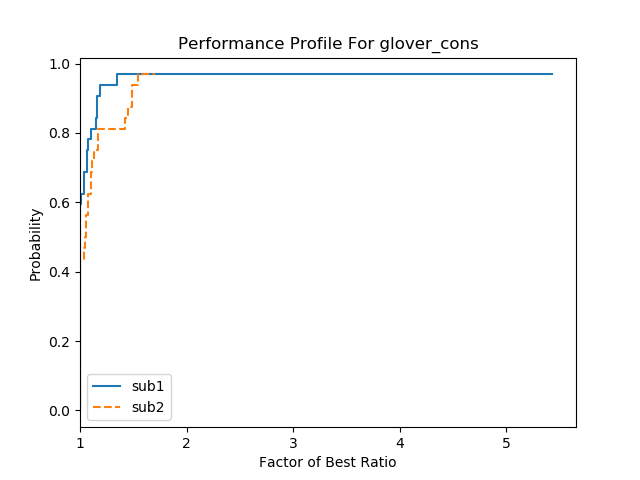 Performance Profile For glover_cons
1.0
0.8
0.6
0.4
0.2
0.0
Probability
sub1
sub2
1 2 3 4 5
Factor of Best Ratio